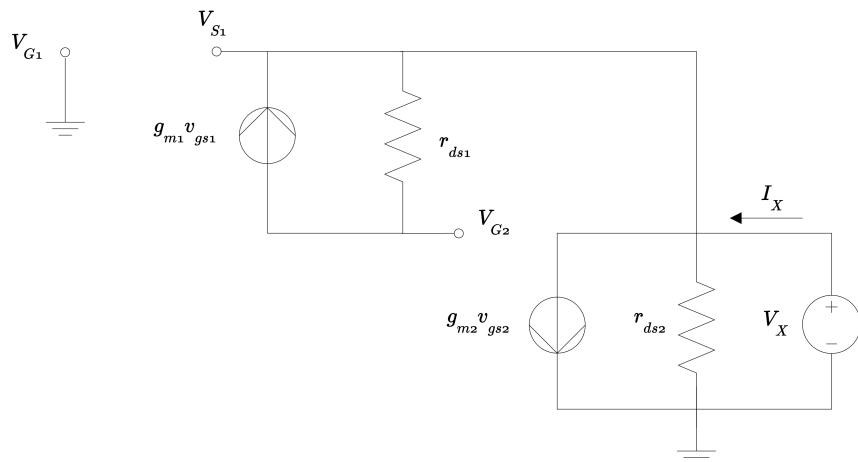 V_{S1}
V_{G1}
g_{m1}v_{gs1}
r_{ds1}
I_X
V_{G2}
g_{m2}v_{gs2}
r_{ds2}
V_X
+
−